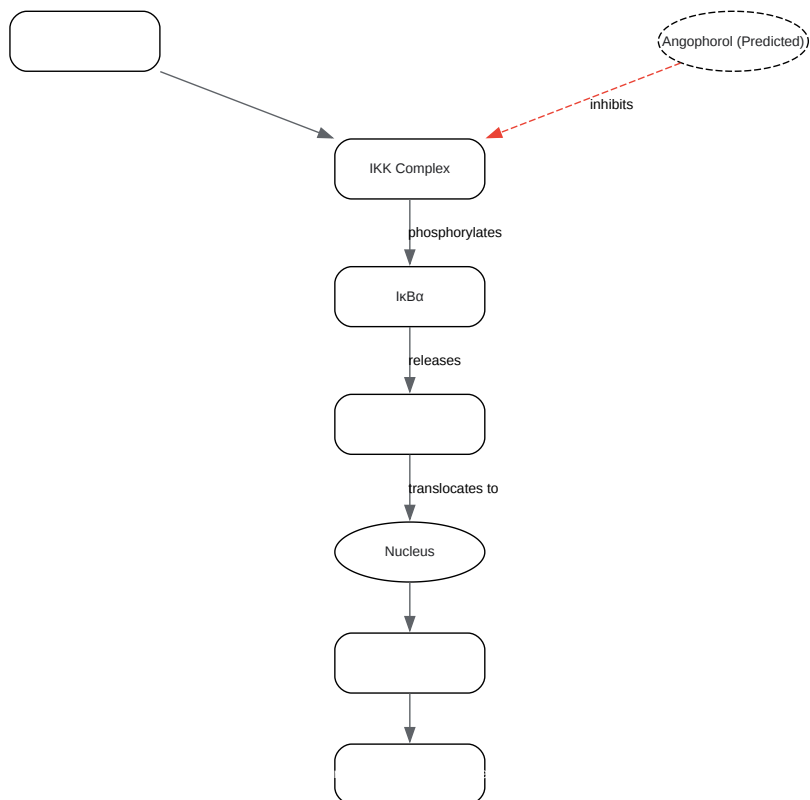 Angophorol (Predicted)
inhibits
IKK Complex
phosphorylates
IκBα
releases
translocates to
Nucleus